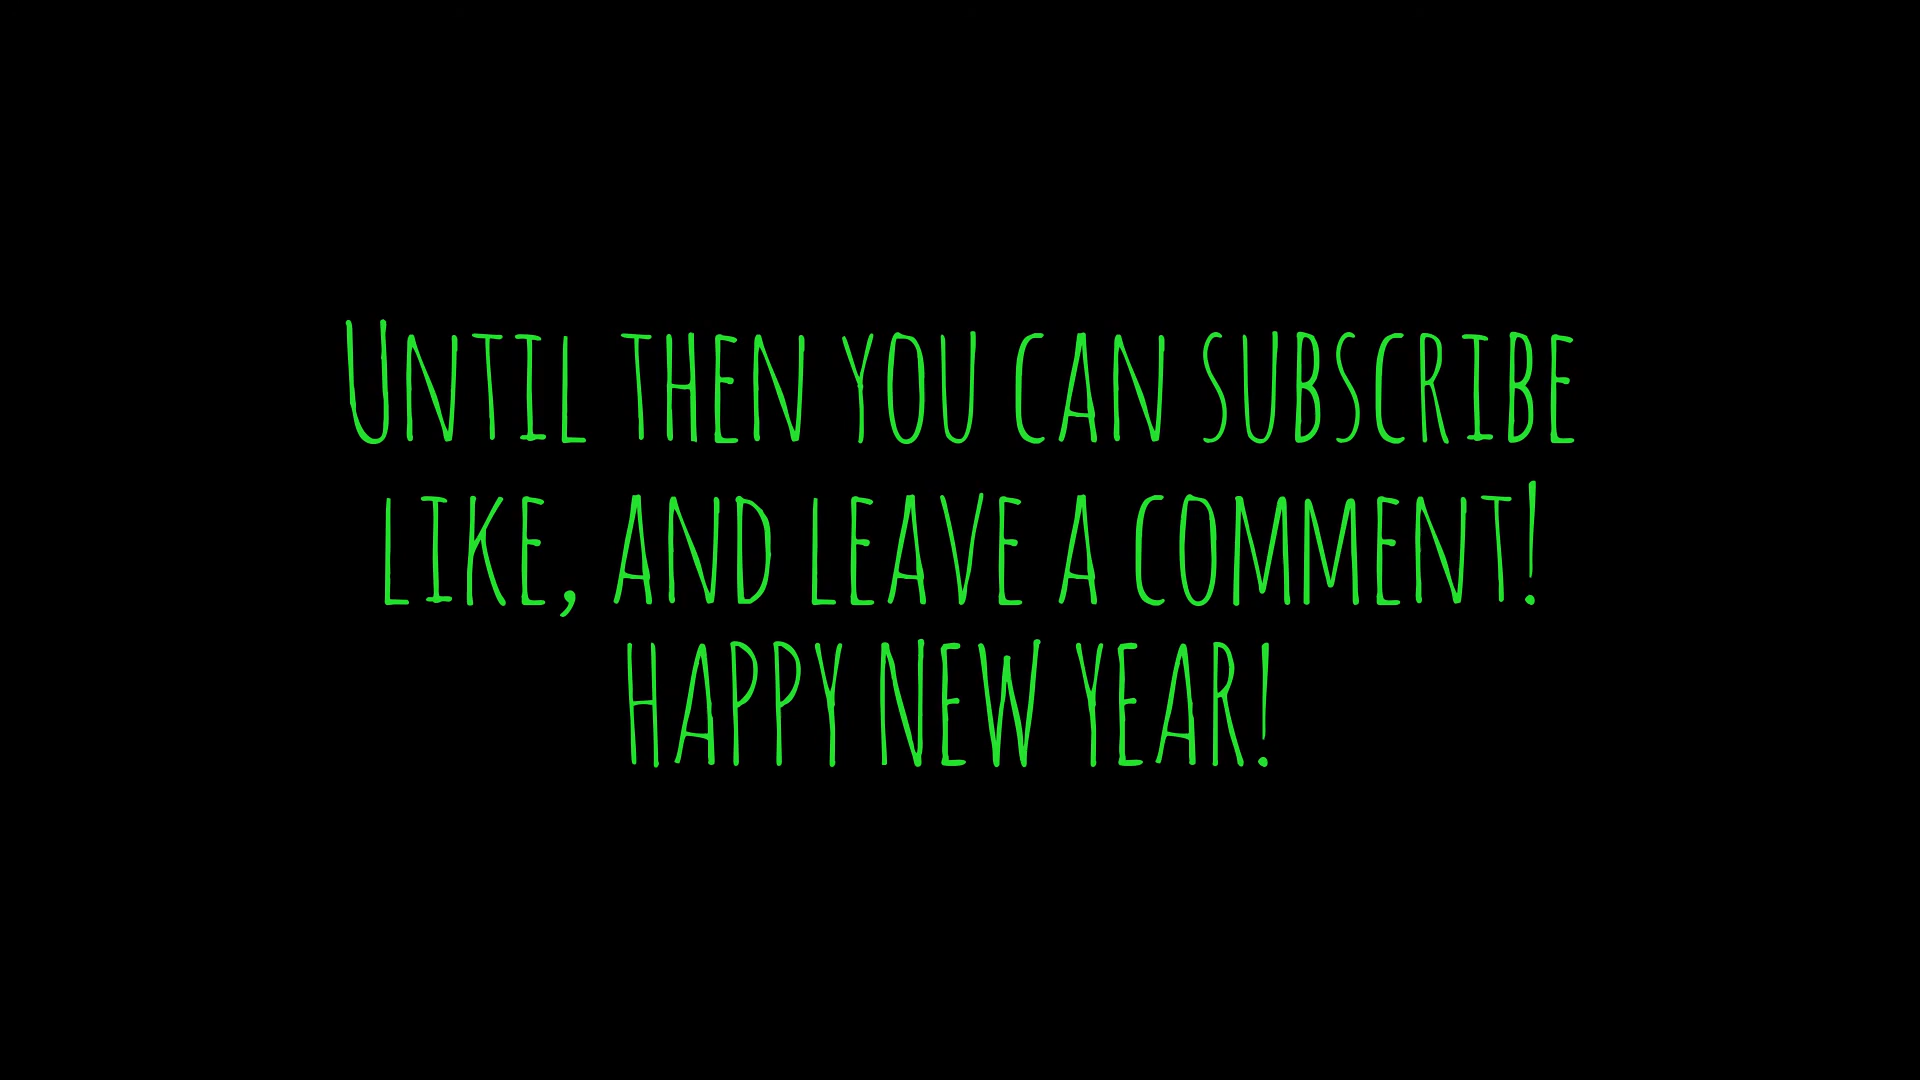 Until then you can subscribe
like, and leave a comment!
HAPPY NEW YEAR!